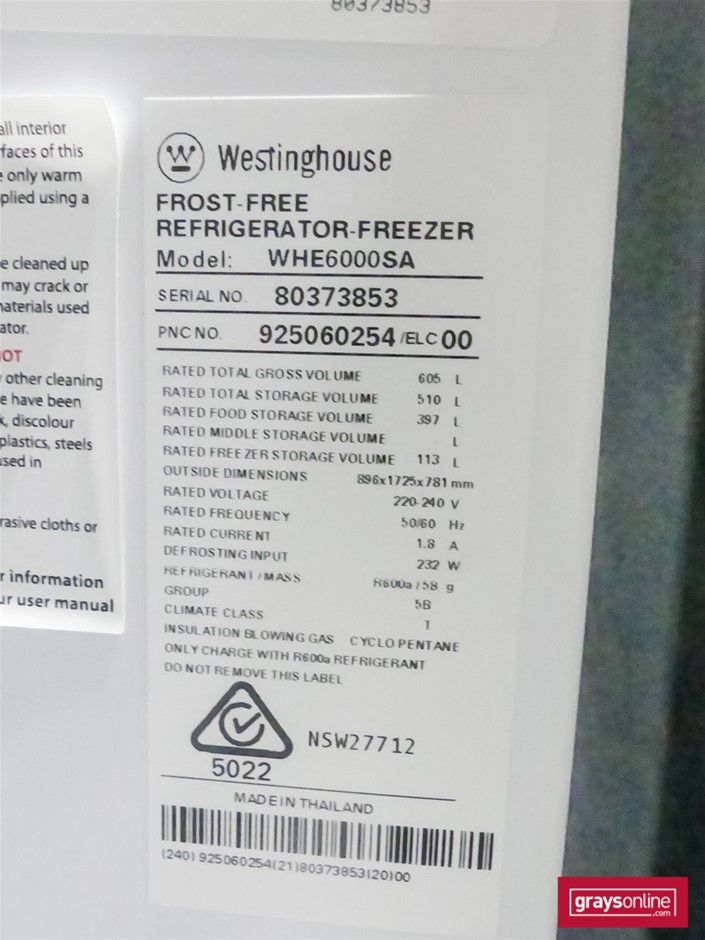 80373853
all interior
faces of this
e only warm
plied using a
e cleaned up
may crack or
naterials used
ator.
OT
other cleaning
e have been
k, discolour
plastics, steels
used in
rasive cloths or
r information
ur user manual
W
Westinghouse
FROST-FREE
REFRIGERATOR-FREEZER
Model: WHE6000SA
SERIAL NO. 80373853
PNC NO. 925060254 /ELC 00
RATED TOTAL GROSS VOLUME 605 L
RATED TOTAL STORAGE VOLUME 510 L
RATED FOOD STORAGE VOLUME 397 L
RATED MIDDLE STORAGE VOLUME - L
RATED FREEZER STORAGE VOLUME 113 L
OUTSIDE DIMENSIONS 896x1725x781 mm
RATED VOLTAGE 220-240 V
RATED FREQUENCY 50/60 Hz
RATED CURRENT 1.8 A
DEFROSTING INPUT 232 W
REFRIGERANT / MASS R600a / 58 g
GROUP 5B
CLIMATE CLASS T
INSULATION BLOWING GAS CYCLO PENTANE
ONLY CHARGE WITH R600a REFRIGERANT
DO NOT REMOVE THIS LABEL
NSW27712
5022
MADE IN THAILAND
(240) 925060254(21)80373853(20)00
graysonline
.com